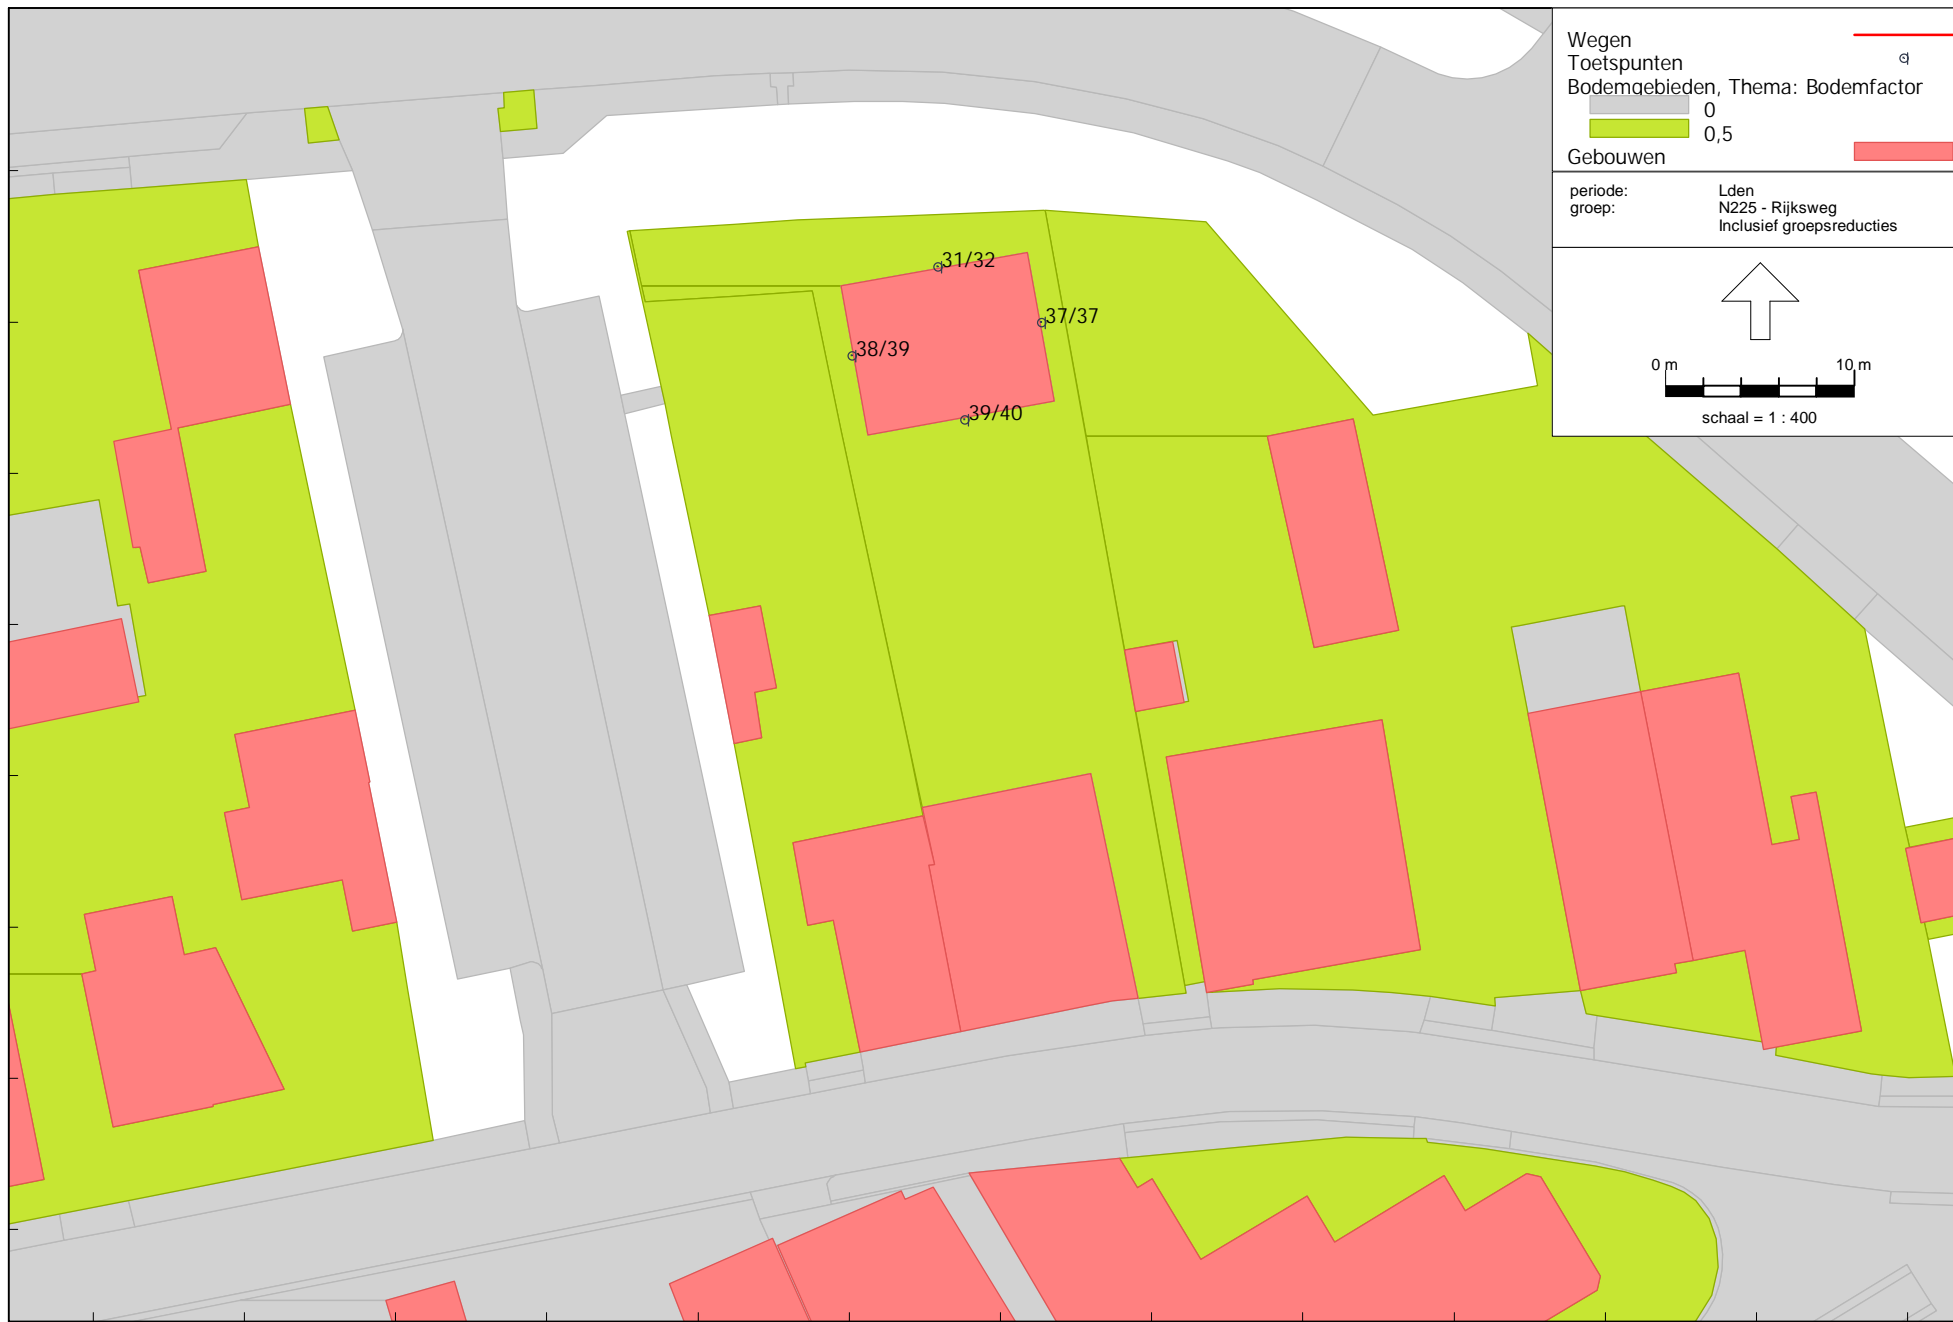 Wegen
Toetspunten
Bodemgebieden, Thema: Bodemfactor
0
0,5
Gebouwen
periode: Lden
groep: N225 - Rijksweg
Inclusief groepsreducties
0 m 10 m
schaal = 1 : 400
31/32
37/37
38/39
39/40